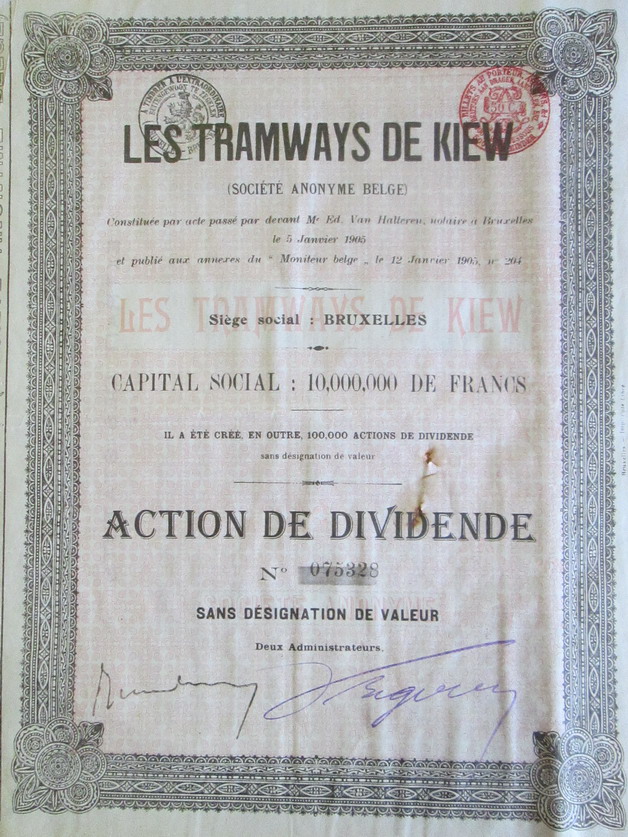 LES TRAMWAYS DE KIEW
(SOCIÉTÉ ANONYME BELGE)
Constituée par acte passé par devant Me Ed. Van Halteren, notaire à Bruxelles
le 5 Janvier 1905
et publié aux annexes du " Moniteur belge „ le 12 Janvier 1905, n° 204
LES TRAMWAYS DE KIEW
Siège social : BRUXELLES
CAPITAL SOCIAL : 10,000,000 DE FRANCS
IL A ÉTÉ CRÉÉ, EN OUTRE, 100,000 ACTIONS DE DIVIDENDE
sans désignation de valeur
ACTION DE DIVIDENDE
N° 075328
SANS DÉSIGNATION DE VALEUR
Deux Administrateurs.